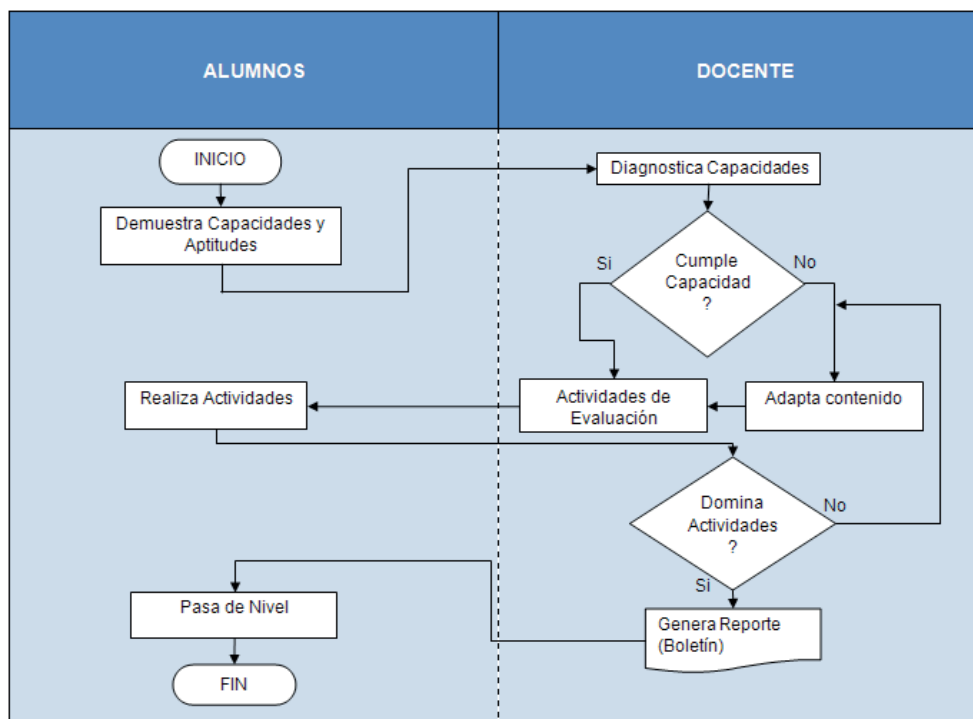 ALUMNOS
DOCENTE
INICIO
Diagnostica Capacidades
Demuestra Capacidades y
Aptitudes
Si
Cumple
Capacidad
?
No
Realiza Actividades
Actividades de
Evaluación
Adapta contenido
Domina
Actividades
?
No
Si
Pasa de Nivel
Genera Reporte
(Boletín)
FIN